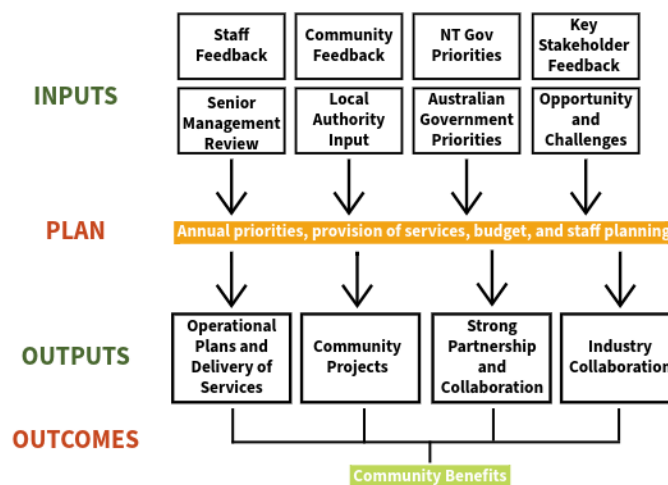 INPUTS
Staff
Feedback
Community
Feedback
NT Gov
Priorities
Key
Stakeholder
Feedback
Senior
Management
Review
Local
Authority
Input
Australian
Government
Priorities
Opportunity
and
Challenges
PLAN
Annual priorities, provision of services, budget, and staff planning
OUTPUTS
Operational
Plans and
Delivery of
Services
Community
Projects
Strong
Partnership
and
Collaboration
Industry
Collaboration
OUTCOMES
Community Benefits